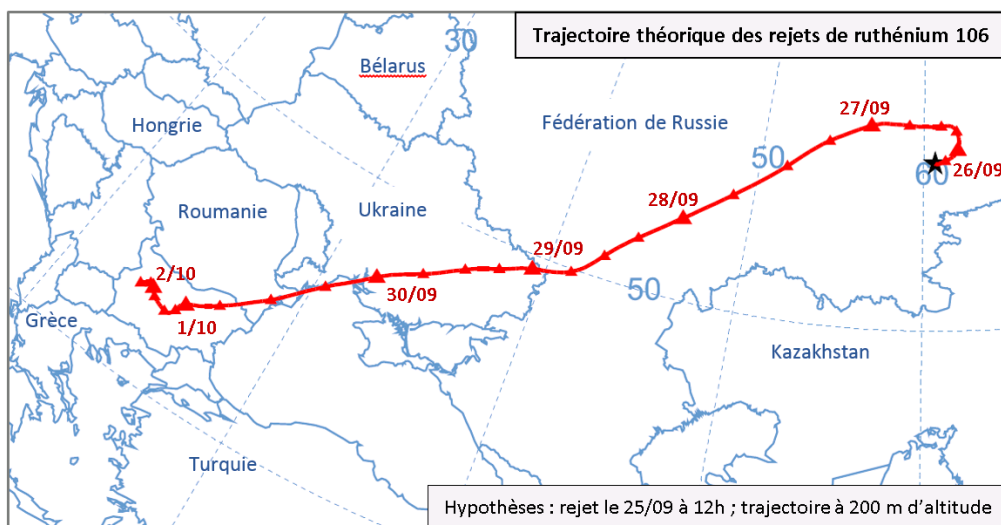 Trajectoire théorique des rejets de ruthénium 106
30
Bélarus
27/09
Hongrie
Fédération de Russie
50
60
26/09
Roumanie
Ukraine
28/09
29/09
2/10
50
30/09
Grèce
1/10
Kazakhstan
Turquie
Hypothèses : rejet le 25/09 à 12h ; trajectoire à 200 m d'altitude